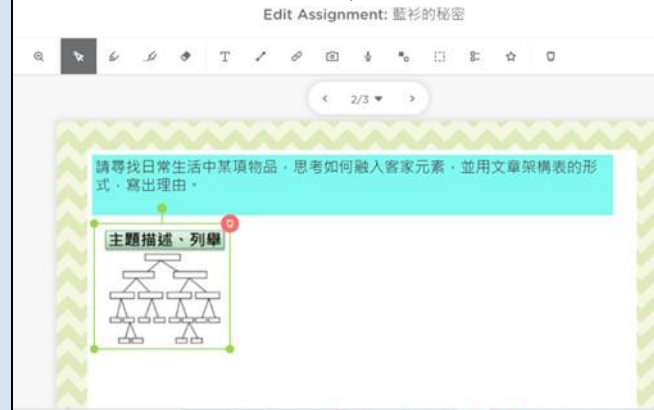 Edit Assignment: 藍衫的秘密
T
2/3
請尋找日常生活中某項物品，思考如何融入客家元素，並用文章架構表的形
式，寫出理由。
主題描述、列舉